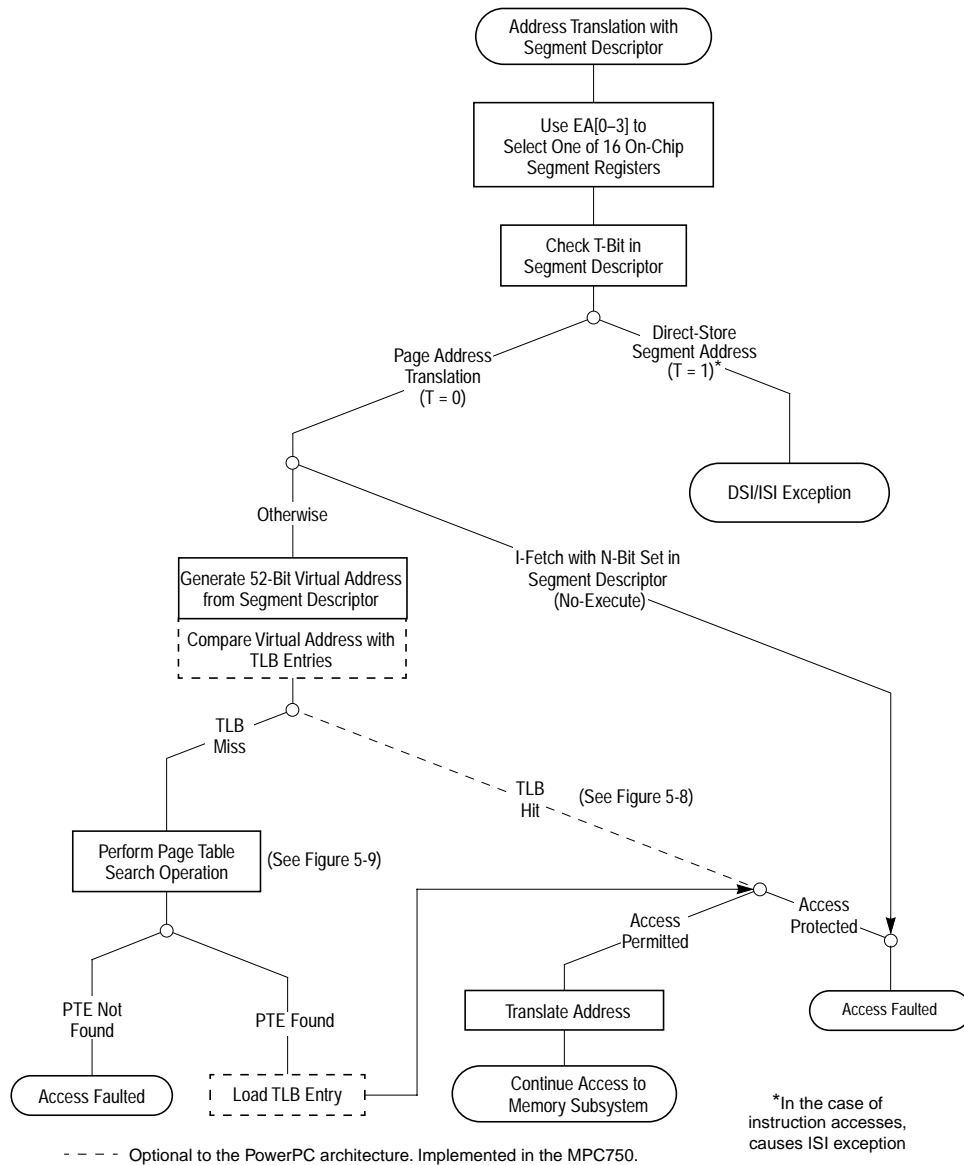 Address Translation with
Segment Descriptor
Use EA[0–3] to
Select One of 16 On-Chip
Segment Registers
Check T-Bit in
Segment Descriptor
Page Address
Translation
(T = 0)
Direct-Store
Segment Address
(T = 1)*
DSI/ISI Exception
Otherwise
I-Fetch with N-Bit Set in
Segment Descriptor
(No-Execute)
Generate 52-Bit Virtual Address
from Segment Descriptor
Compare Virtual Address with
TLB Entries
TLB
Miss
TLB
Hit
(See Figure 5-8)
Perform Page Table
Search Operation
(See Figure 5-9)
Access
Permitted
Access
Protected
PTE Not
Found
PTE Found
Translate Address
Access Faulted
Access Faulted
Load TLB Entry
Continue Access to
Memory Subsystem
*In the case of
instruction accesses,
causes ISI exception
- - - - Optional to the PowerPC architecture. Implemented in the MPC750.